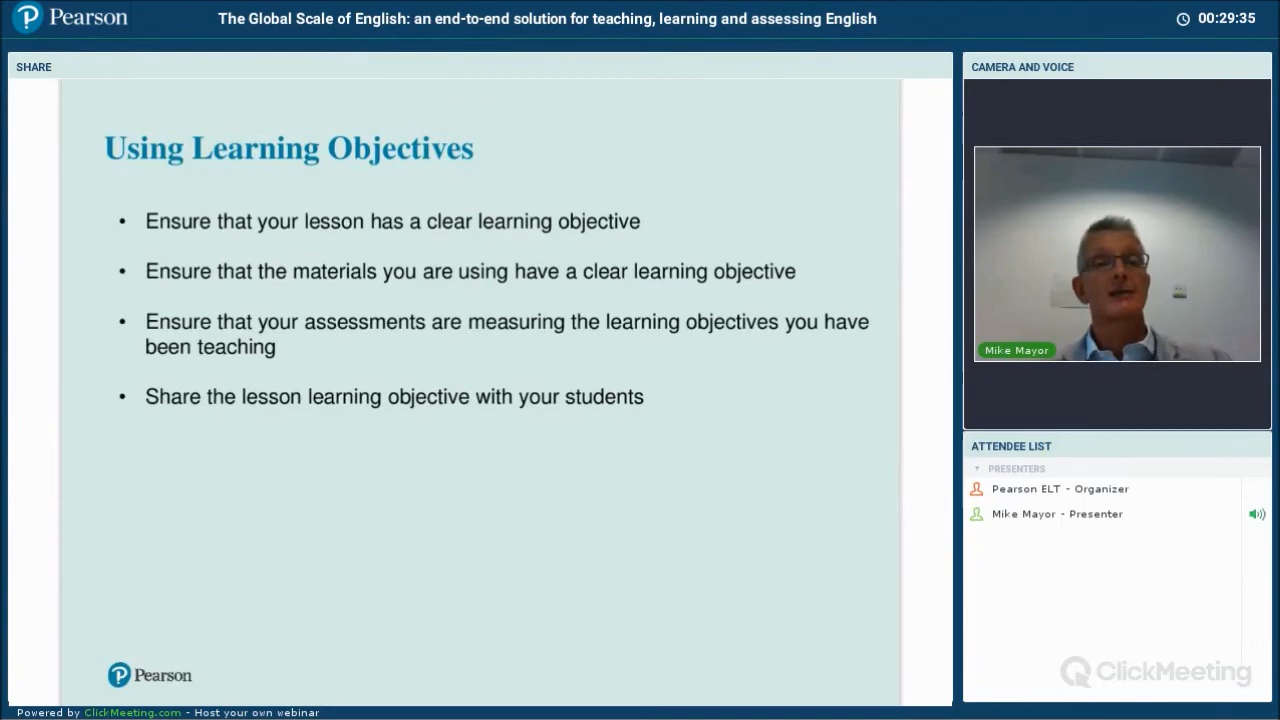 Pearson
The Global Scale of English: an end-to-end solution for teaching, learning and assessing English
00:29:35
SHARE
Using Learning Objectives
• Ensure that your lesson has a clear learning objective
• Ensure that the materials you are using have a clear learning objective
• Ensure that your assessments are measuring the learning objectives you have
been teaching
• Share the lesson learning objective with your students
Pearson
CAMERA AND VOICE
Mike Mayor
ATTENDEE LIST
PRESENTERS
Pearson ELT - Organizer
Mike Mayor - Presenter
ClickMeeting
Powered by ClickMeeting.com - Host your own webinar